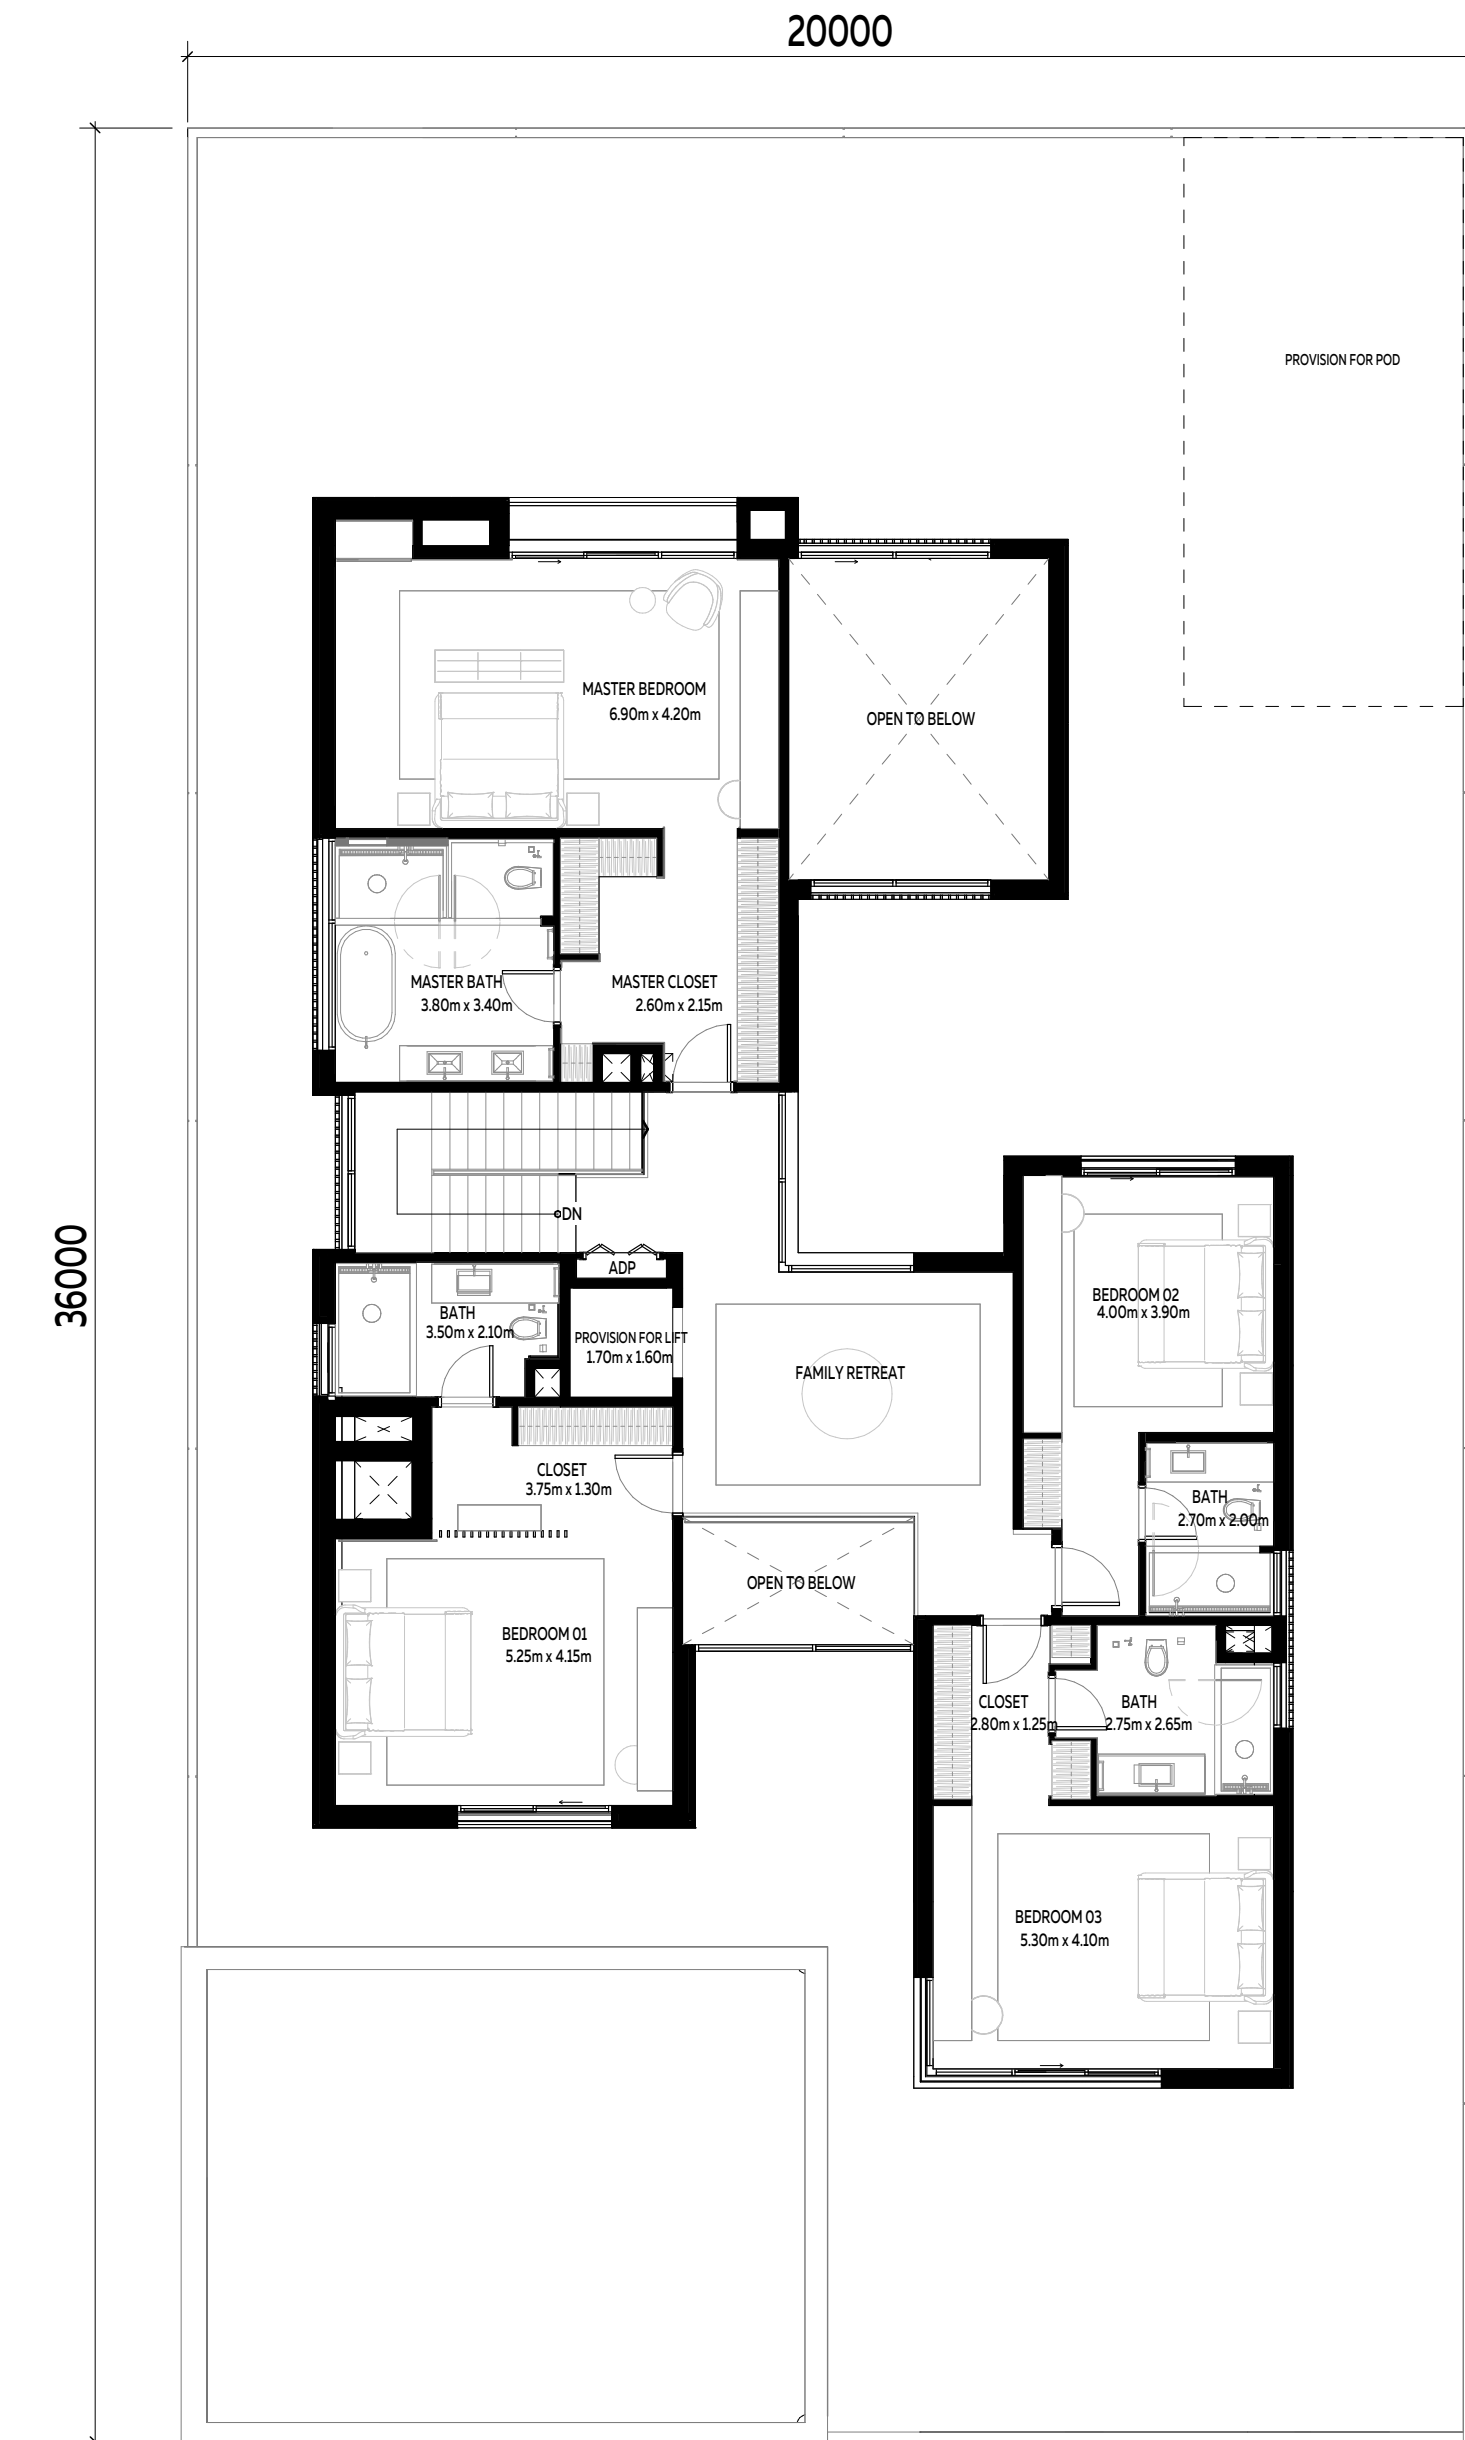 20000
36000
PROVISION FOR POD
MASTER BEDROOM
6.90m x 4.20m
OPEN TO BELOW
MASTER BATH
3.80m x 3.40m
MASTER CLOSET
2.60m x 2.15m
DN
ADP
BATH
3.50m x 2.10m
PROVISION FOR LIFT
1.70m x 1.60m
FAMILY RETREAT
BEDROOM 02
4.00m x 3.90m
CLOSET
3.75m x 1.30m
BATH
2.70m x 2.00m
OPEN TO BELOW
BEDROOM 01
5.25m x 4.15m
CLOSET
2.80m x 1.25m
BATH
2.75m x 2.65m
BEDROOM 03
5.30m x 4.10m